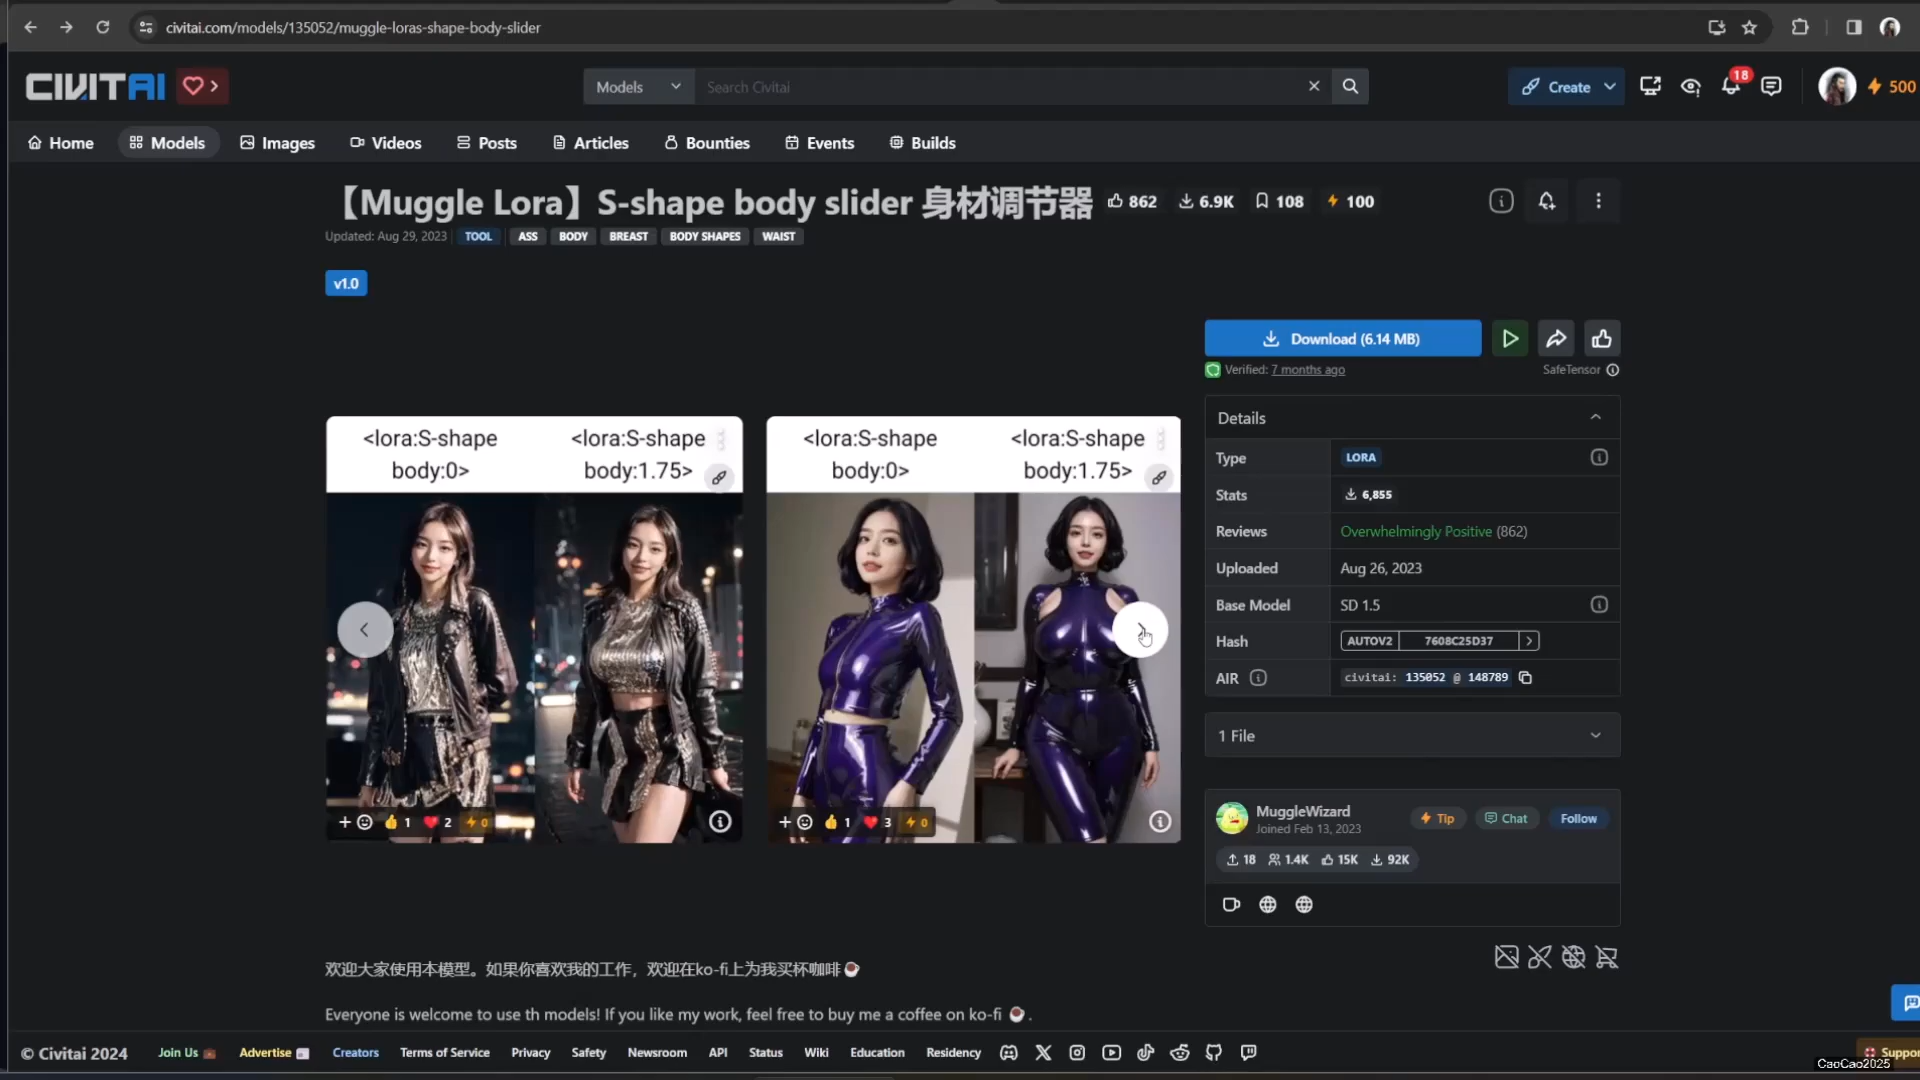 civitai.com/models/135052/muggle-loras-shape-body-slider
CIVITAI
Models
Search Civitai
Create
18
500
Home
Models
Images
Videos
Posts
Articles
Bounties
Events
Builds
【Muggle Lora】S-shape body slider 身材调节器
862
6.9K
108
100
Updated: Aug 29, 2023
TOOL
ASS
BODY
BREAST
BODY SHAPES
WAIST
v1.0
Download (6.14 MB)
Verified: 7 months ago
SafeTensor
<lora:S-shape
body:0>
<lora:S-shape
body:1.75>
<lora:S-shape
body:0>
<lora:S-shape
body:1.75>
1
2
0
1
3
0
Details
Type
LORA
Stats
6,855
Reviews
Overwhelmingly Positive (862)
Uploaded
Aug 26, 2023
Base Model
SD 1.5
Hash
AUTOV2
7608C25D37
AIR
civitai: 135052 @ 148789
1 File
MuggleWizard
Joined Feb 13, 2023
Tip
Chat
Follow
18
1.4K
15K
92K
欢迎大家使用本模型。如果你喜欢我的工作，欢迎在ko-fi上为我买杯咖啡☕
Everyone is welcome to use th models! If you like my work, feel free to buy me a coffee on ko-fi ☕ .
© Civitai 2024
Join Us
Advertise
Creators
Terms of Service
Privacy
Safety
Newsroom
API
Status
Wiki
Education
Residency
Suppo
CaoCao2025